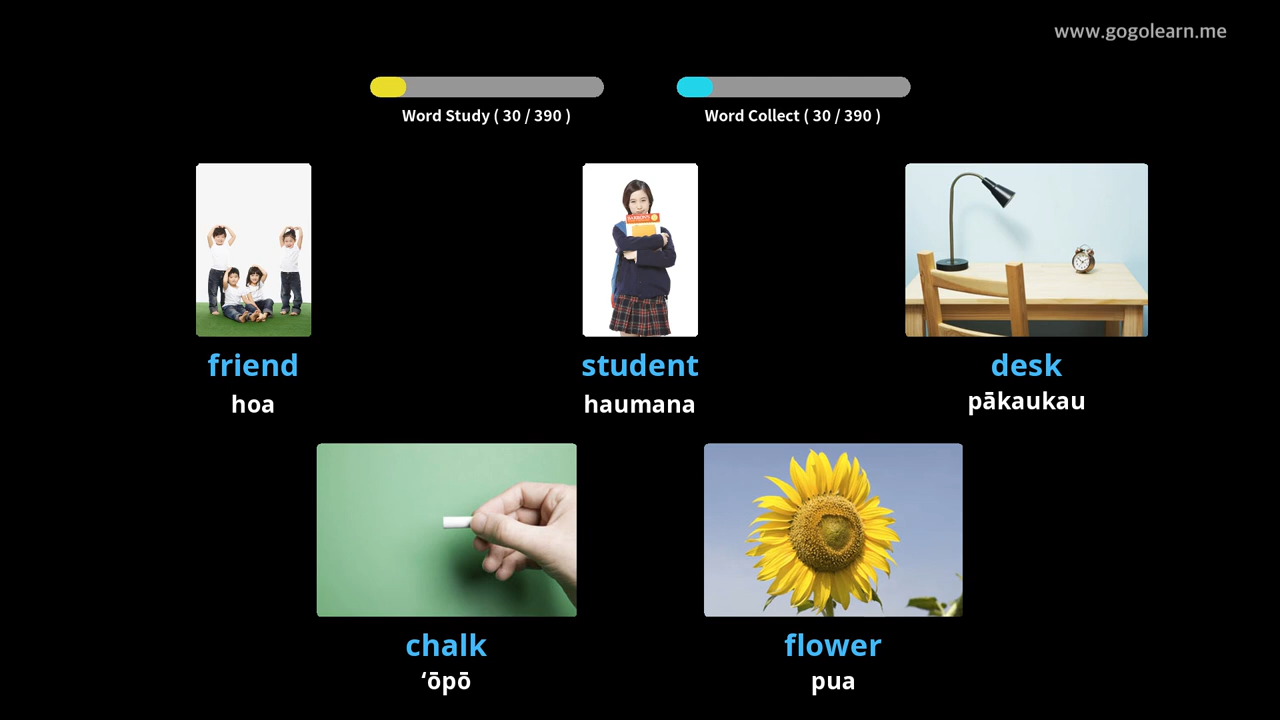 www.gogolearn.me
Word Study ( 30 / 390 )
Word Collect ( 30 / 390 )
BARRON'S
friend
student
desk
hoa
haumana
pākaukau
chalk
flower
ʻōpō
pua